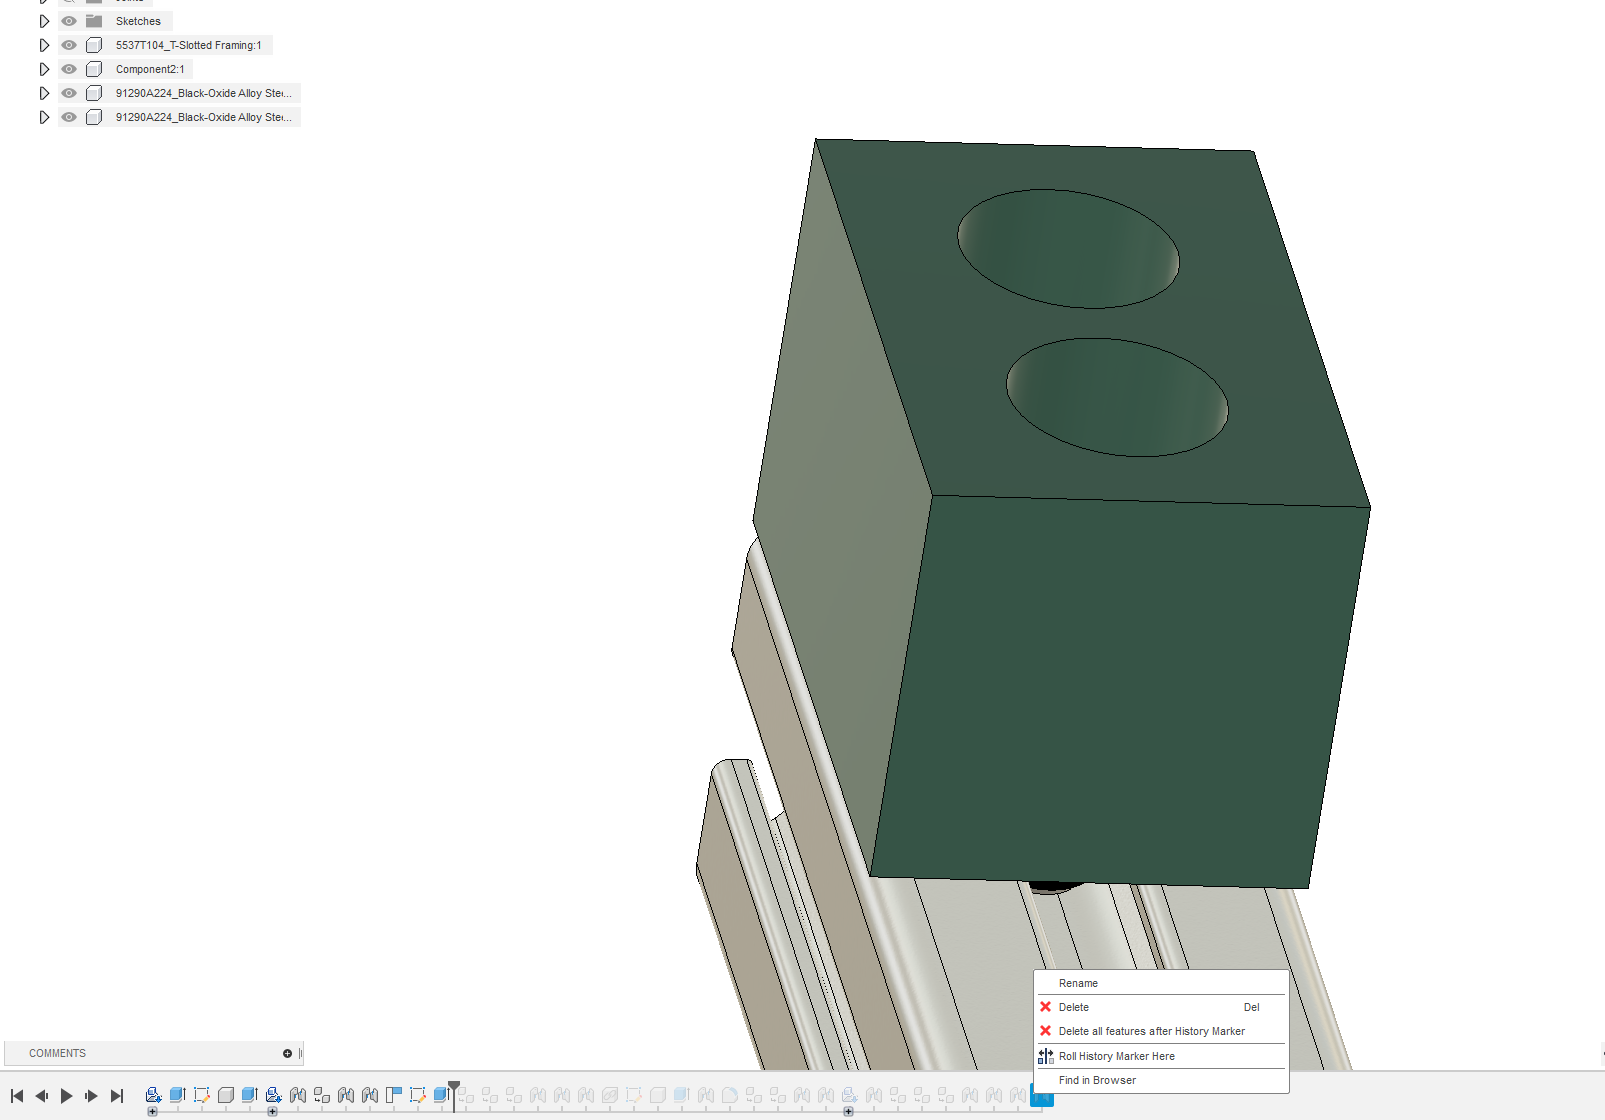 Sketches
5537T104_T-Slotted Framing:1
Component2:1
91290A224_Black-Oxide Alloy Ste...
91290A224_Black-Oxide Alloy Ste...
Rename
Delete Del
Delete all features after History Marker
Roll History Marker Here
Find in Browser
COMMENTS